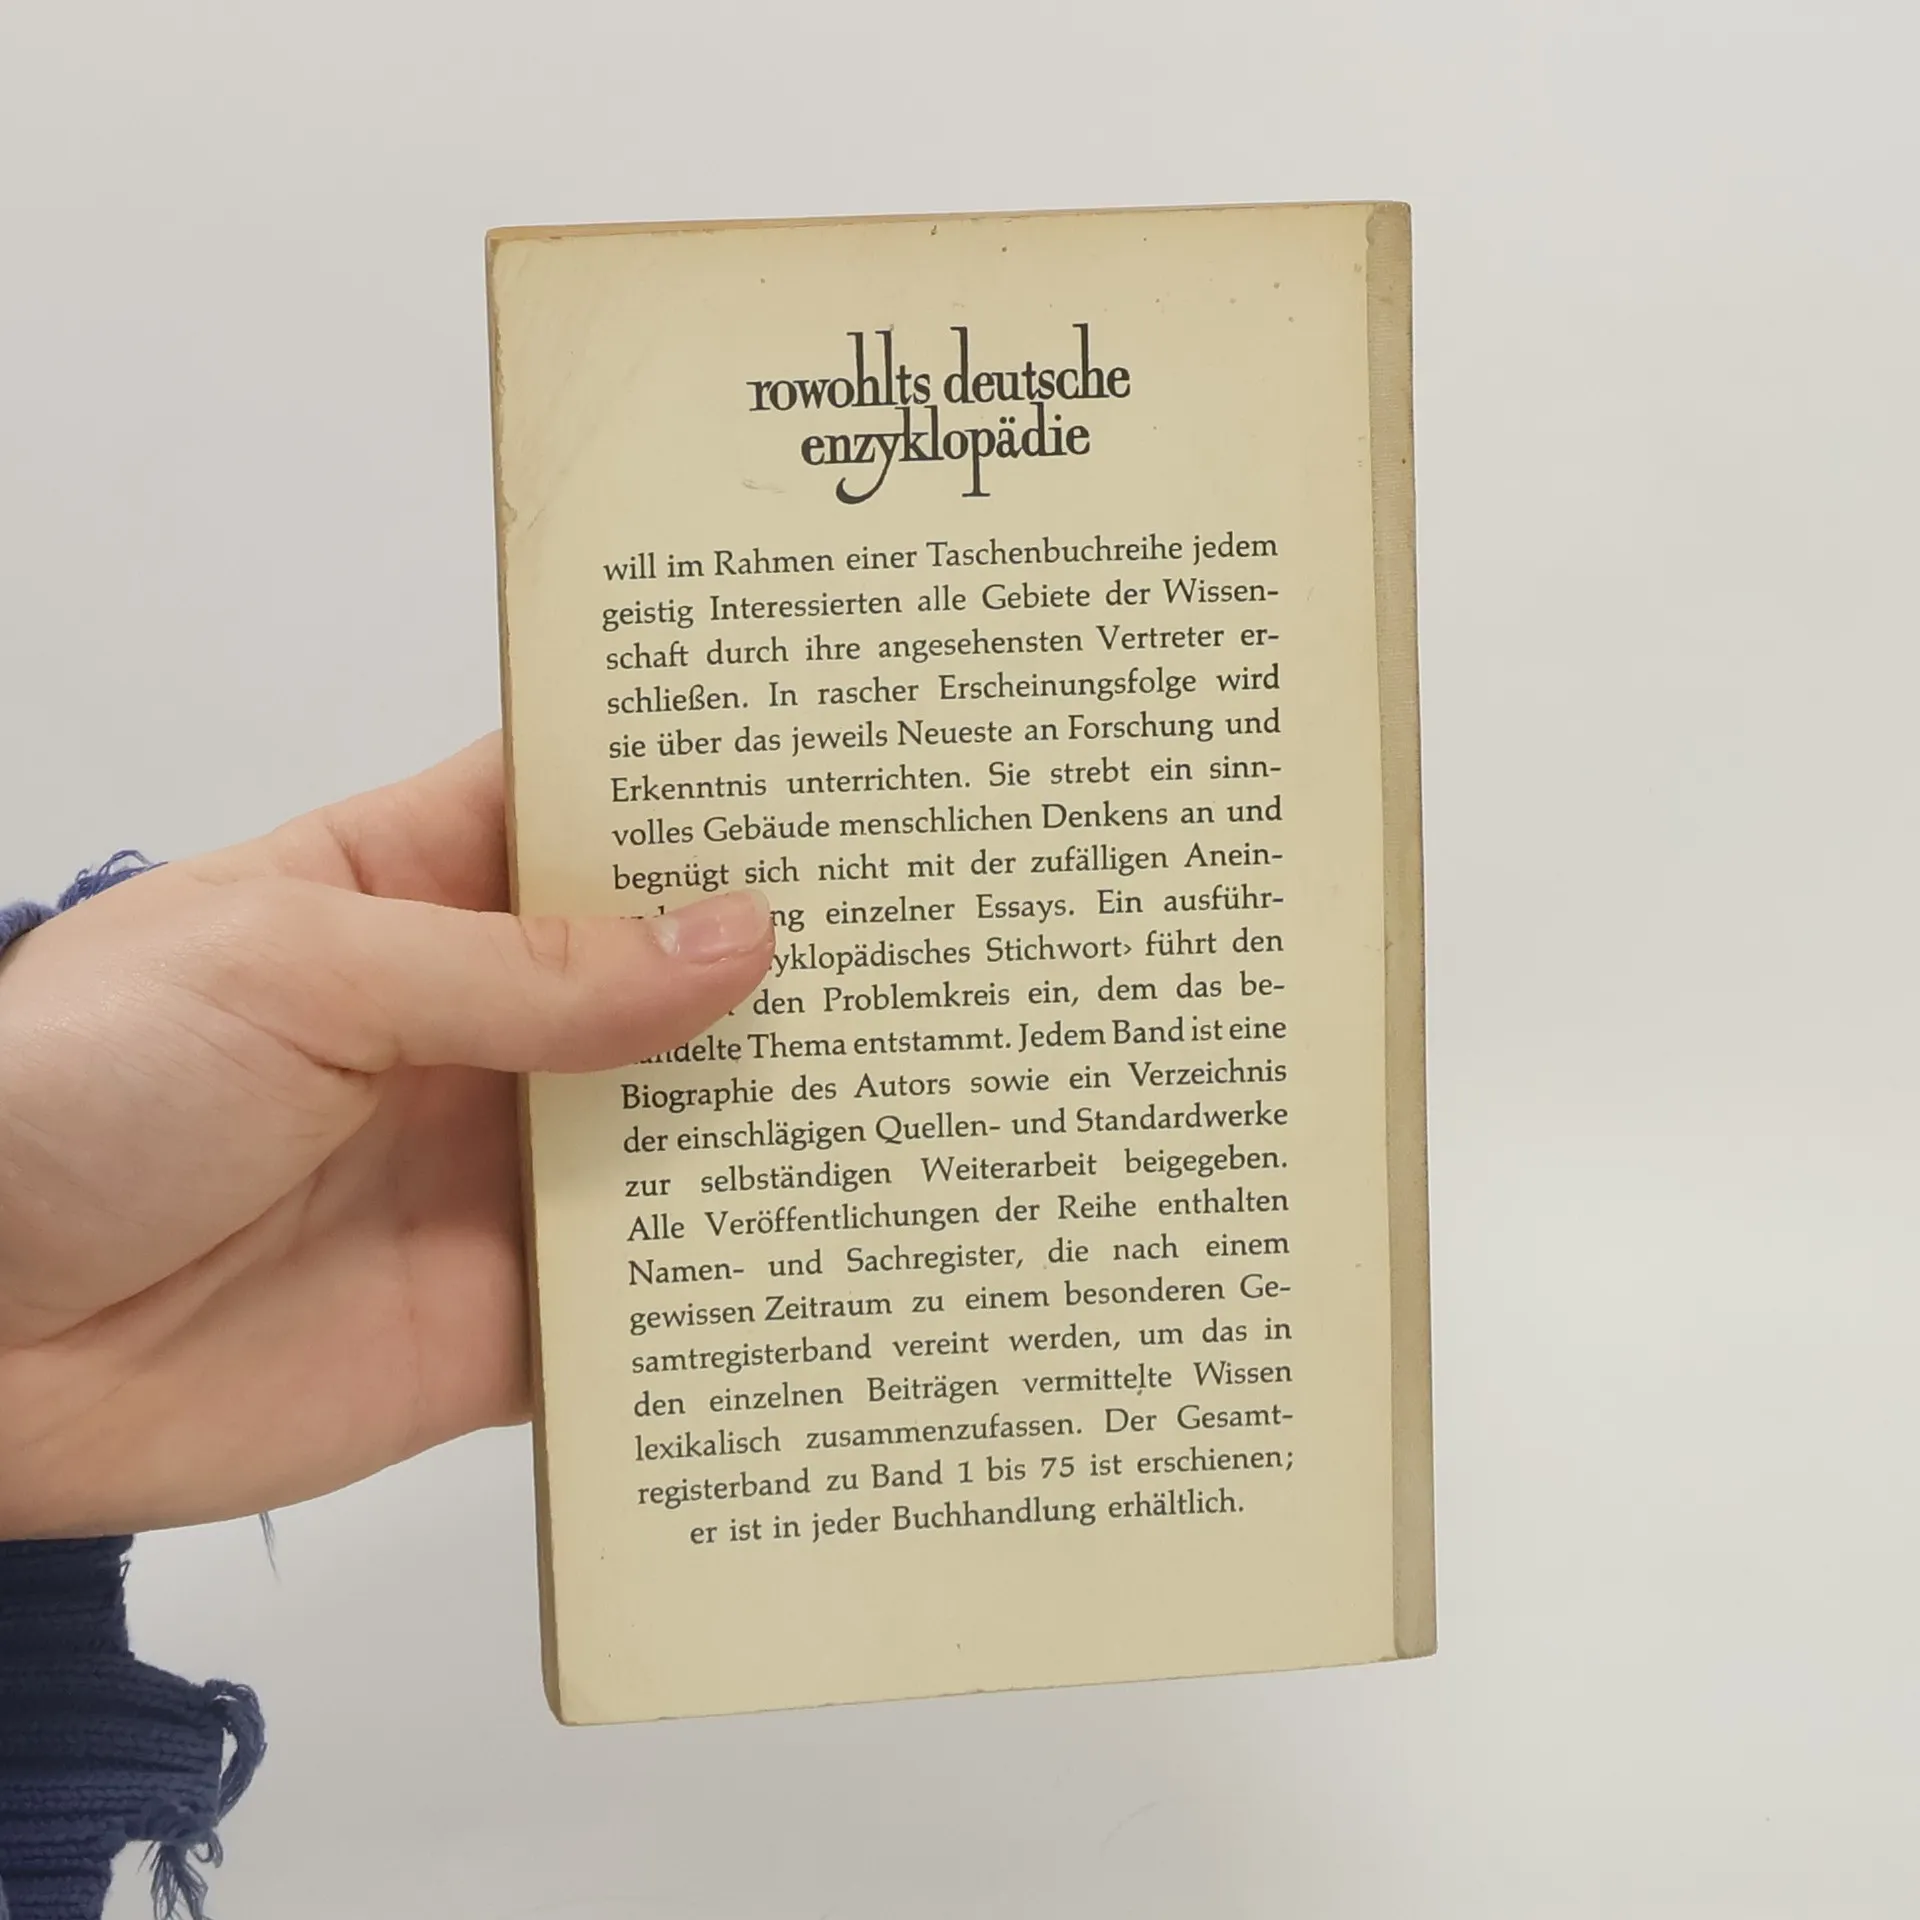 rowohlts deutsche
enzyklopädie
will im Rahmen einer Taschenbuchreihe jedem
geistig Interessierten alle Gebiete der Wissen-
schaft durch ihre angesehensten Vertreter er-
schließen. In rascher Erscheinungsfolge wird
sie über das jeweils Neueste an Forschung und
Erkenntnis unterrichten. Sie strebt ein sinn-
volles Gebäude menschlichen Denkens an und
begnügt sich nicht mit der zufälligen Anein-
einzelner Essays. Ein ausführ-
Stichwort› führt den
den Problemkreis ein, dem das be-
Thema entstammt. Jedem Band ist eine
Biographie des Autors sowie ein Verzeichnis
der einschlägigen Quellen- und Standardwerke
zur selbständigen Weiterarbeit beigegeben.
Alle Veröffentlichungen der Reihe enthalten
Namen- und Sachregister, die nach einem
gewissen Zeitraum zu einem besonderen Ge-
samtregisterband vereint werden, um das in
den einzelnen Beiträgen vermittelte Wissen
lexikalisch zusammenzufassen. Der Gesamt-
registerband zu Band 1 bis 75 ist erschienen;
er ist in jeder Buchhandlung erhältlich.